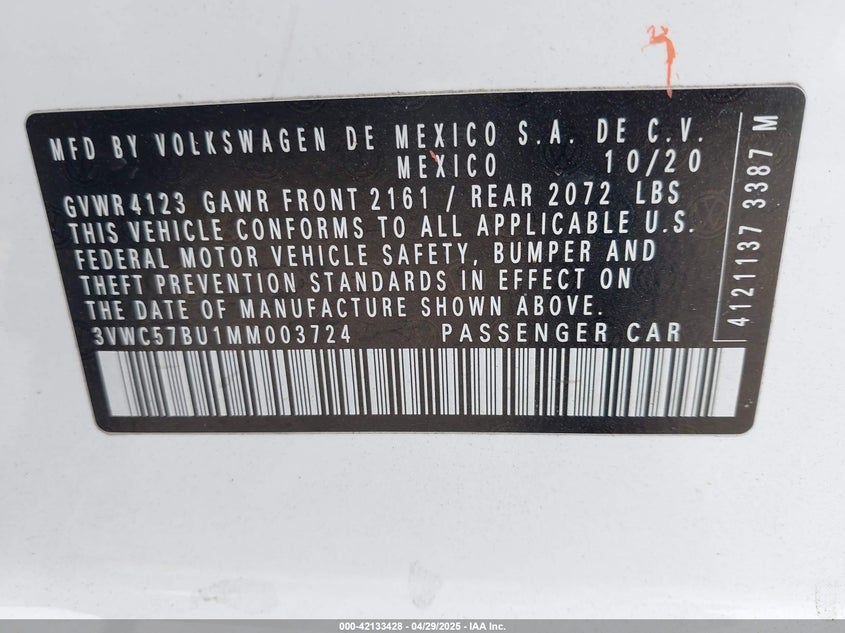 MFD BY VOLKSWAGEN DE MEXICO S.A. DE C.V.
MEXICO 10/20
GVWR 4123 GAWR FRONT 2161 / REAR 2072 LBS
THIS VEHICLE CONFORMS TO ALL APPLICABLE U.S.
FEDERAL MOTOR VEHICLE SAFETY, BUMPER AND
THEFT PREVENTION STANDARDS IN EFFECT ON
THE DATE OF MANUFACTURE SHOWN ABOVE.
3VWC57BU1MM003724 PASSENGER CAR
4121137 3387 M
000-42133428 - 04/29/2025 - IAA Inc.